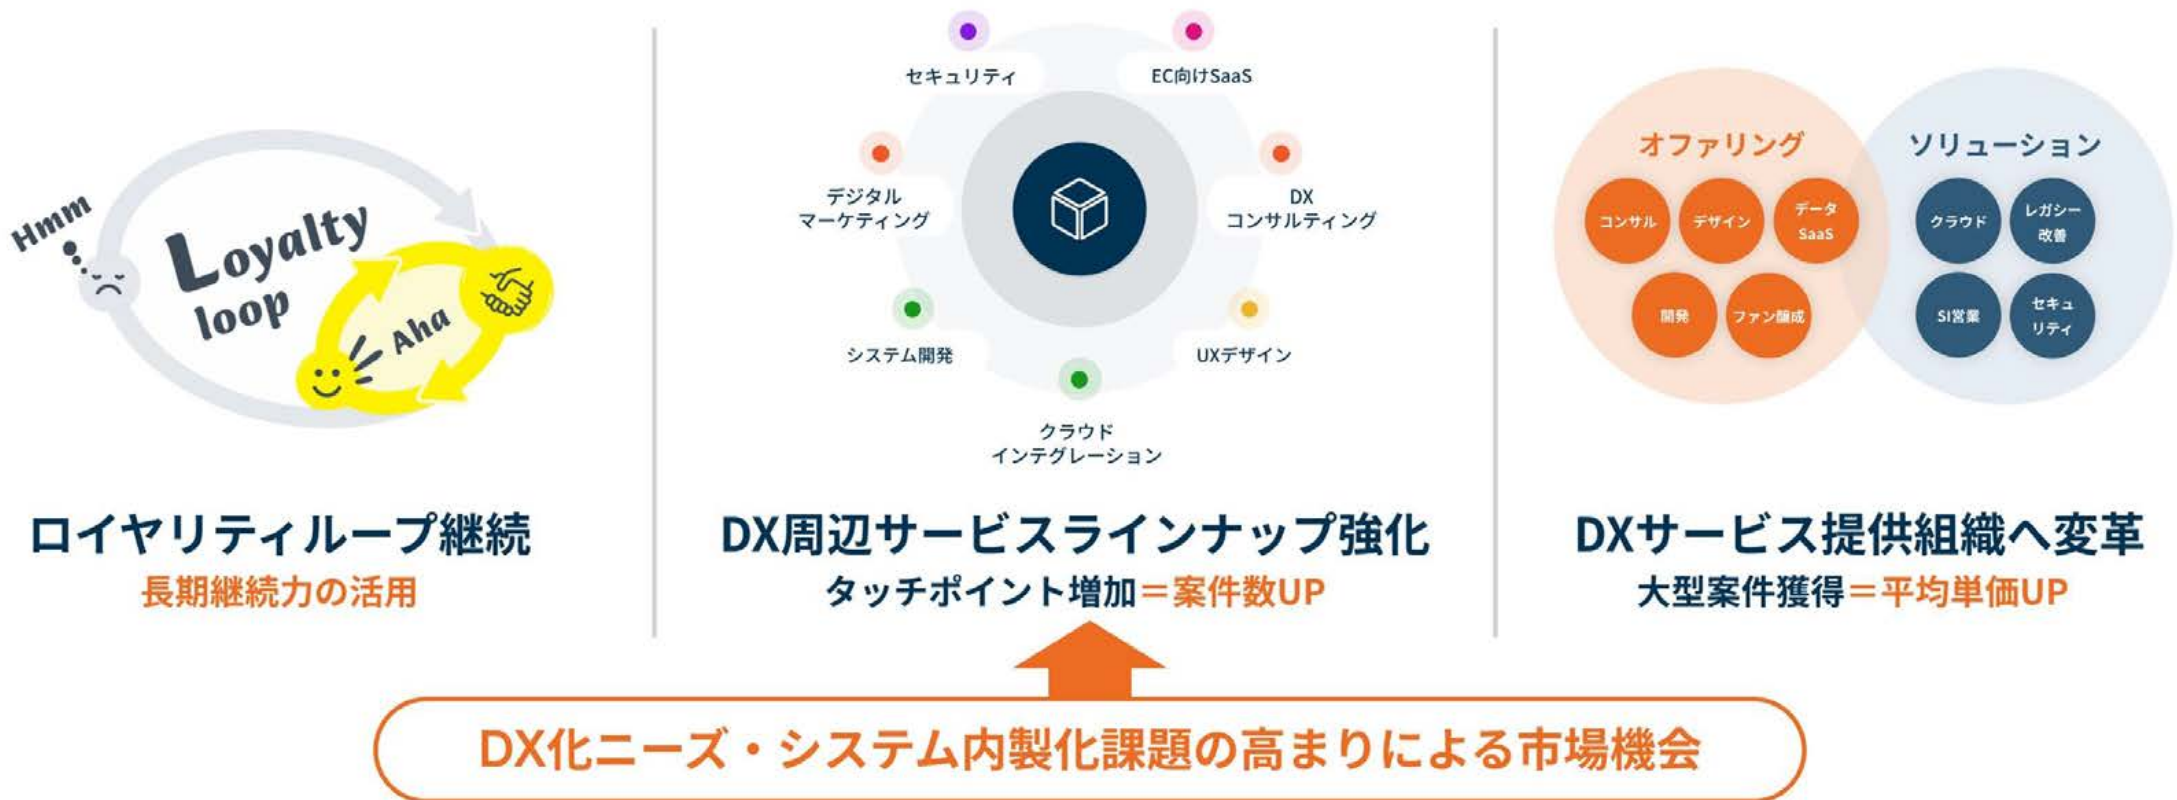 Hmm
Loyalty
loop
Aha
ロイヤリティループ継続
長期継続力の活用
セキュリティ
EC向けSaaS
デジタル
マーケティング
DX
コンサルティング
システム開発
UXデザイン
クラウド
インテグレーション
DX周辺サービスラインナップ強化
タッチポイント増加＝案件数UP
オファリング
コンサル
デザイン
データ
SaaS
開発
ファン醸成
ソリューション
クラウド
レガシー
改善
SI営業
セキュ
リティ
DXサービス提供組織へ変革
大型案件獲得＝平均単価UP
DX化ニーズ・システム内製化課題の高まりによる市場機会